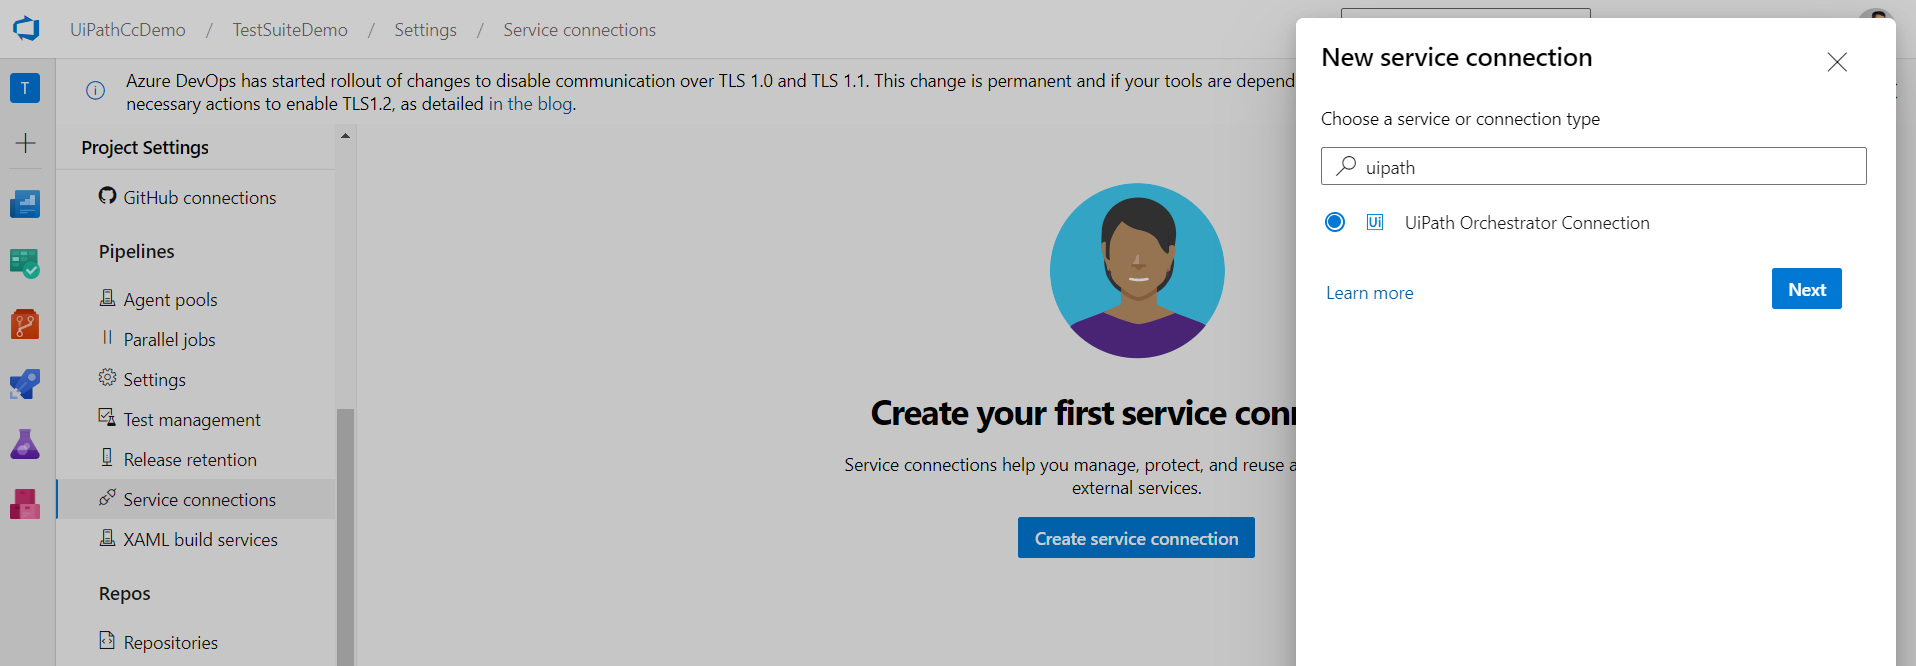 UiPathCcDemo / TestSuiteDemo / Settings / Service connections
T
Azure DevOps has started rollout of changes to disable communication over TLS 1.0 and TLS 1.1. This change is permanent and if your tools are depend
necessary actions to enable TLS1.2, as detailed in the blog.
Project Settings
GitHub connections
Pipelines
Agent pools
Parallel jobs
Settings
Test management
Release retention
Service connections
XAML build services
Repos
Repositories
Create your first service conn
Service connections help you manage, protect, and reuse a
external services.
Create service connection
New service connection
Choose a service or connection type
uipath
Ui UiPath Orchestrator Connection
Learn more
Next